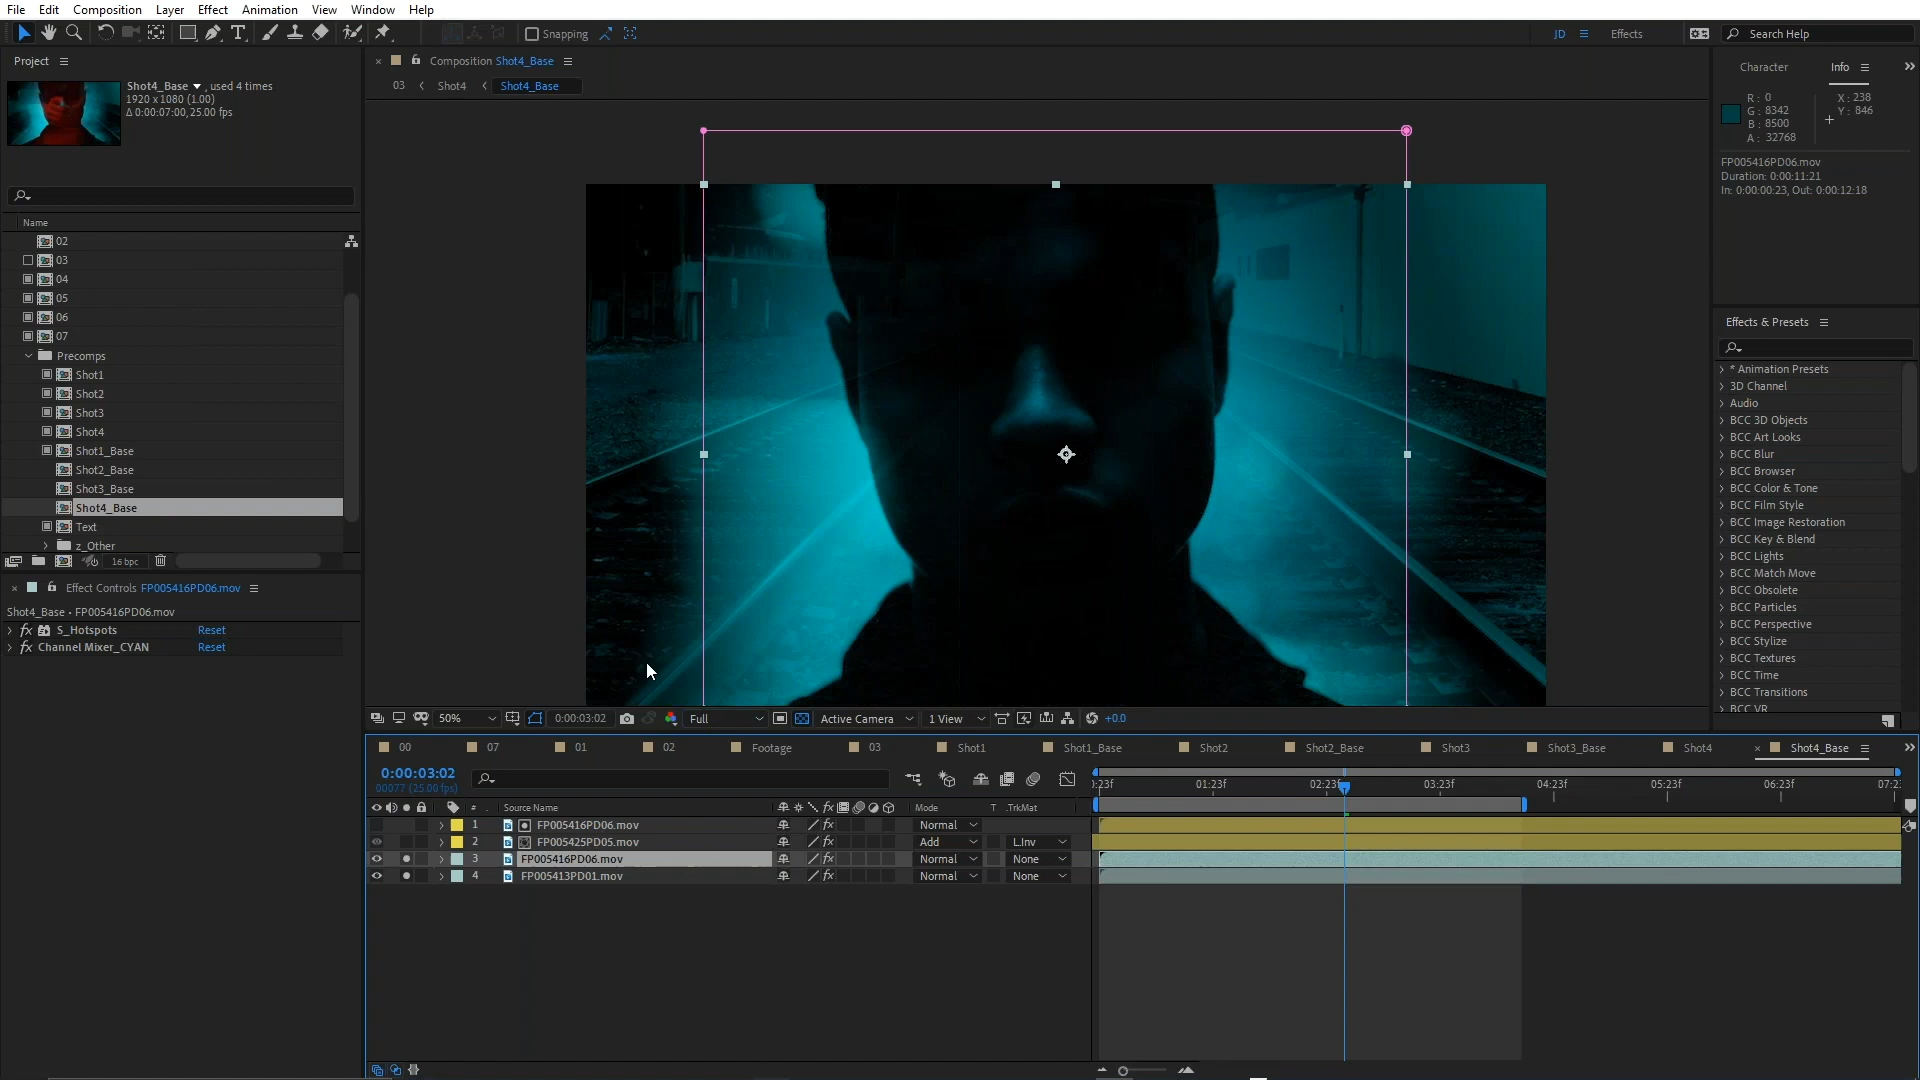 File Edit Composition Layer Effect Animation View Window Help
Snapping
JD Effects Search Help
Project
Shot4_Base , used 4 times
1920 x 1080 (1.00)
Δ 0:00:07:00, 25.00 fps
Name
02
03
04
05
06
07
Precomps
Shot1
Shot2
Shot3
Shot4
Shot1_Base
Shot2_Base
Shot3_Base
Shot4_Base
Text
z_Other
16 bpc
Effect Controls FP005416PD06.mov
Shot4_Base • FP005416PD06.mov
fx S_Hotspots Reset
fx Channel Mixer_CYAN Reset
Composition Shot4_Base
03 Shot4 Shot4_Base
50% 0:00:03:02 Full Active Camera 1 View +0.0
Character Info
R: 0 X: 238
G: 8342 Y: 846
B: 8500
A: 32768
FP005416PD06.mov
Duration: 0:00:11:21
In: 0:00:00:23, Out: 0:00:12:18
Effects & Presets
* Animation Presets
3D Channel
Audio
BCC 3D Objects
BCC Art Looks
BCC Blur
BCC Browser
BCC Color & Tone
BCC Film Style
BCC Image Restoration
BCC Key & Blend
BCC Lights
BCC Match Move
BCC Obsolete
BCC Particles
BCC Perspective
BCC Stylize
BCC Textures
BCC Time
BCC Transitions
BCC VR
00 07 01 02 Footage 03 Shot1 Shot1_Base Shot2 Shot2_Base Shot3 Shot3_Base Shot4 Shot4_Base
0:00:03:02
00077 (25.00 fps)
01:23f 02:23f 03:23f 04:23f 05:23f 06:23f
# Source Name fx Mode T .TrkMat
1 FP005416PD06.mov fx Normal
2 FP005425PD05.mov fx Add L.Inv
3 FP005416PD06.mov fx Normal None
4 FP005413PD01.mov fx Normal None